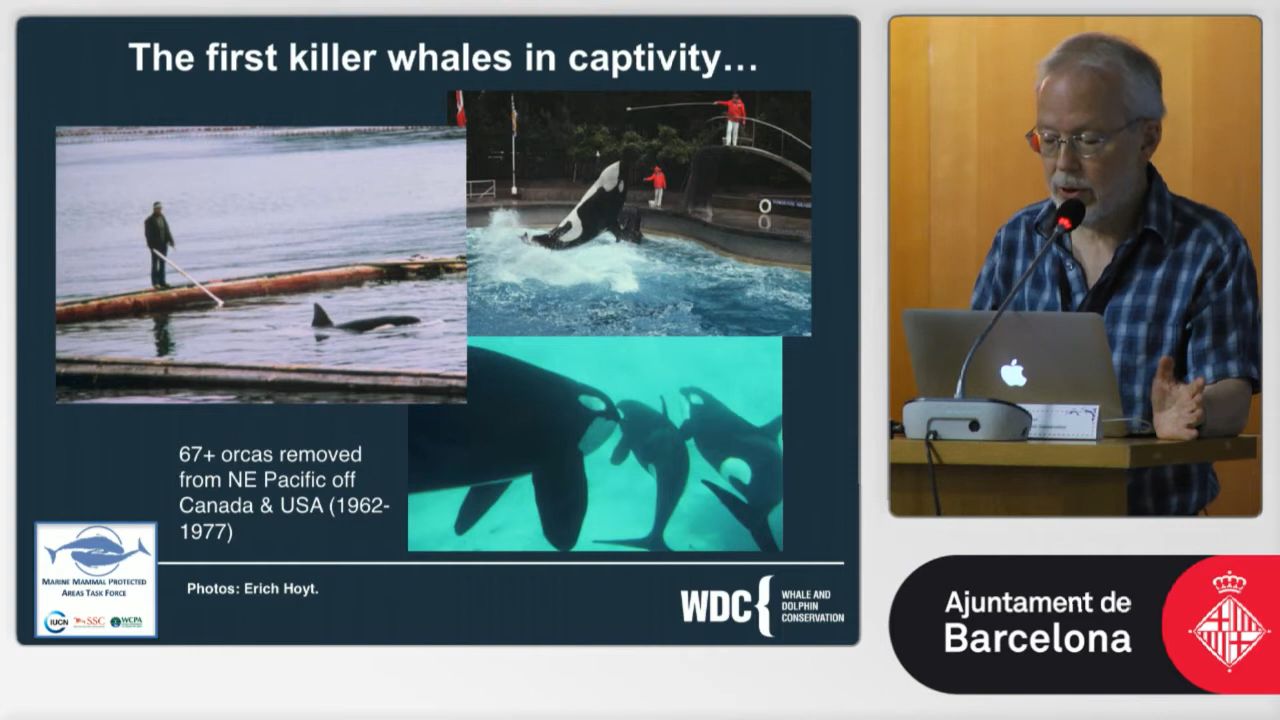 The first killer whales in captivity…
67+ orcas removed
from NE Pacific off
Canada & USA (1962-
1977)
MARINE MAMMAL PROTECTED
AREAS TASK FORCE
IUCN SSC WCPA
Photos: Erich Hoyt.
WDC
WHALE AND
DOLPHIN
CONSERVATION
Ajuntament de
Barcelona